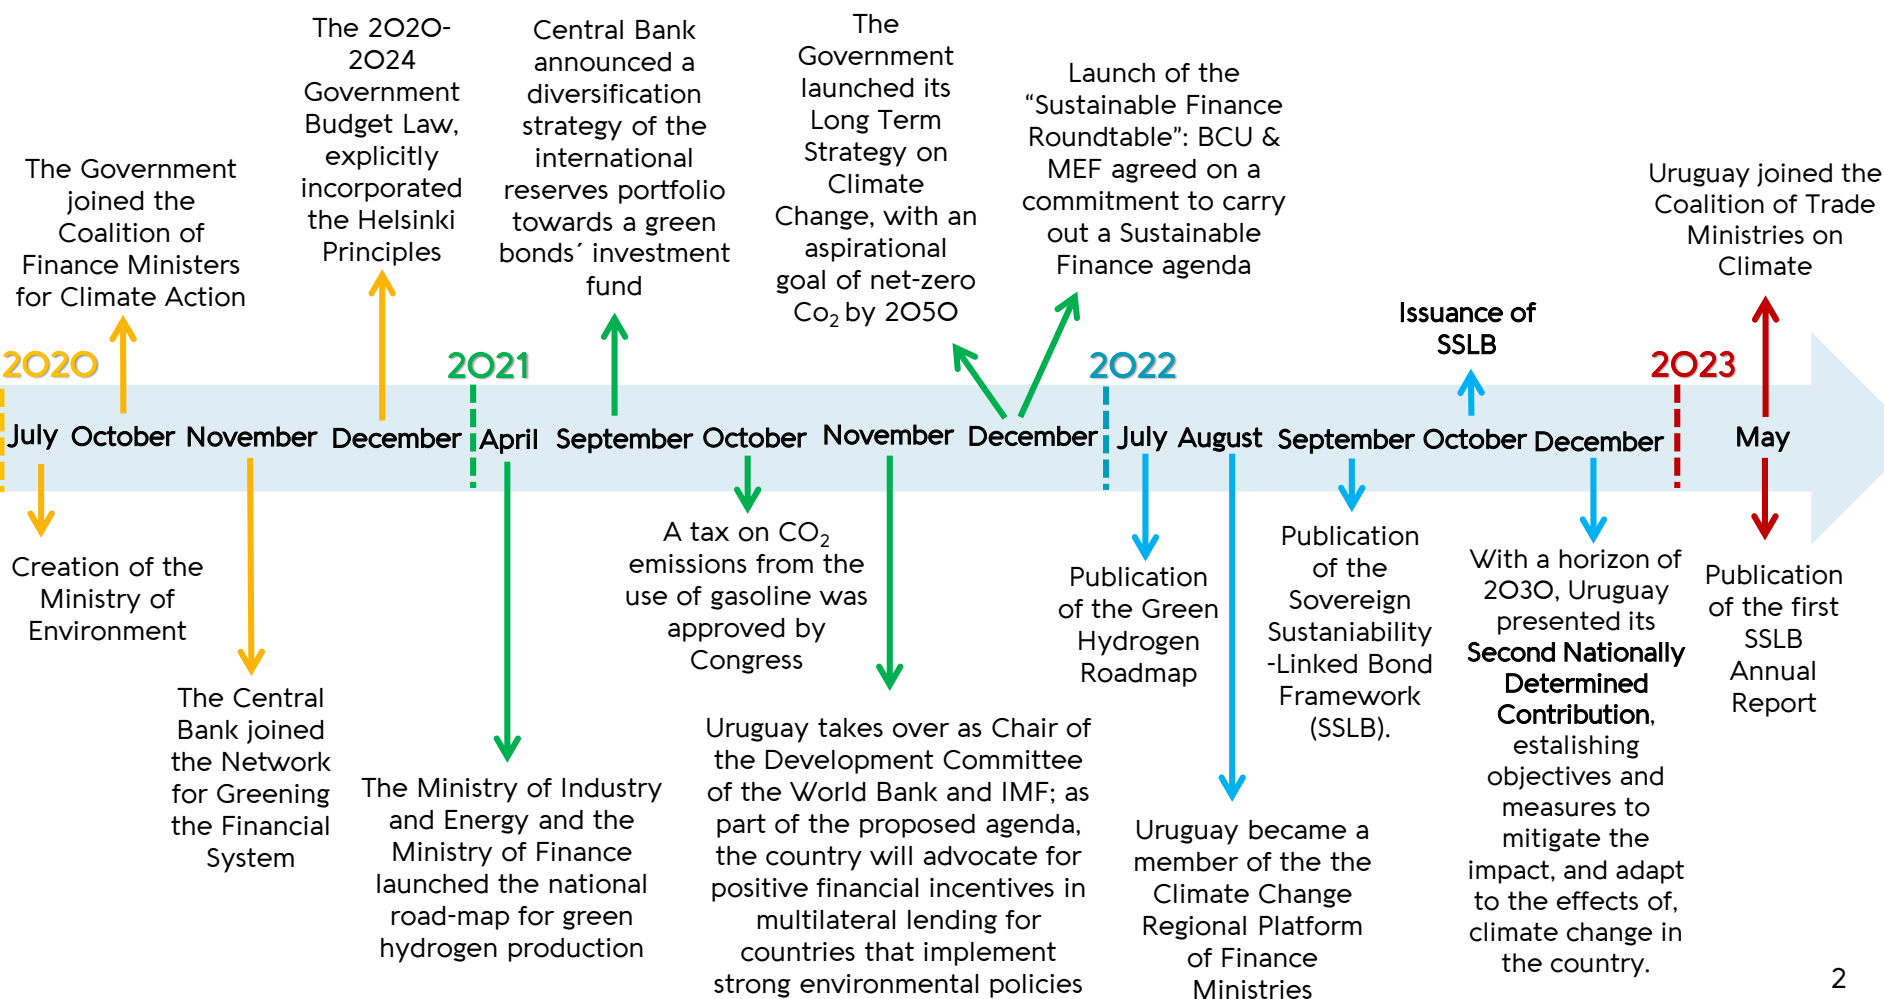 The 2020-
2024
Government
Budget Law,
explicitly
incorporated
the Helsinki
Principles
Central Bank
announced a
diversification
strategy of the
international
reserves portfolio
towards a green
bonds´ investment
fund
The
Government
launched its
Long Term
Strategy on
Climate
Change, with an
aspirational
goal of net-zero
Co₂ by 2050
Launch of the
“Sustainable Finance
Roundtable”: BCU &
MEF agreed on a
commitment to carry
out a Sustainable
Finance agenda
The Government
joined the
Coalition of
Finance Ministers
for Climate Action
Uruguay joined the
Coalition of Trade
Ministries on
Climate
Issuance of
SSLB
2020
2021
2022
2023
July October November December April September October November December July August September October December May
Creation of the
Ministry of
Environment
The Central
Bank joined
the Network
for Greening
the Financial
System
The Ministry of Industry
and Energy and the
Ministry of Finance
launched the national
road-map for green
hydrogen production
A tax on CO₂
emissions from the
use of gasoline was
approved by
Congress
Uruguay takes over as Chair of
the Development Committee
of the World Bank and IMF; as
part of the proposed agenda,
the country will advocate for
positive financial incentives in
multilateral lending for
countries that implement
strong environmental policies
Publication
of the Green
Hydrogen
Roadmap
Uruguay became a
member of the the
Climate Change
Regional Platform
of Finance
Ministries
Publication
of the
Sovereign
Sustaniability
-Linked Bond
Framework
(SSLB).
With a horizon of
2030, Uruguay
presented its
Second Nationally
Determined
Contribution,
estalishing
objectives and
measures to
mitigate the
impact, and adapt
to the effects of,
climate change in
the country.
Publication
of the first
SSLB
Annual
Report
2